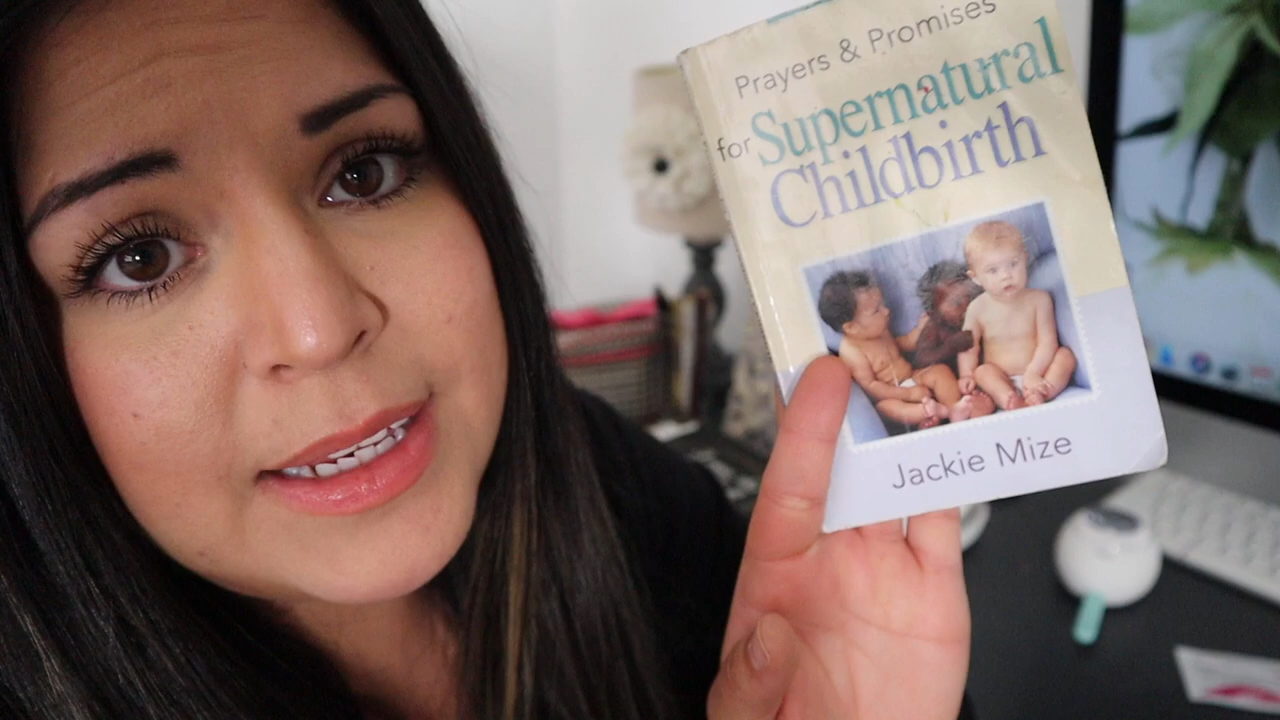 Prayers & Promises
for Supernatural
Childbirth
Jackie Mize